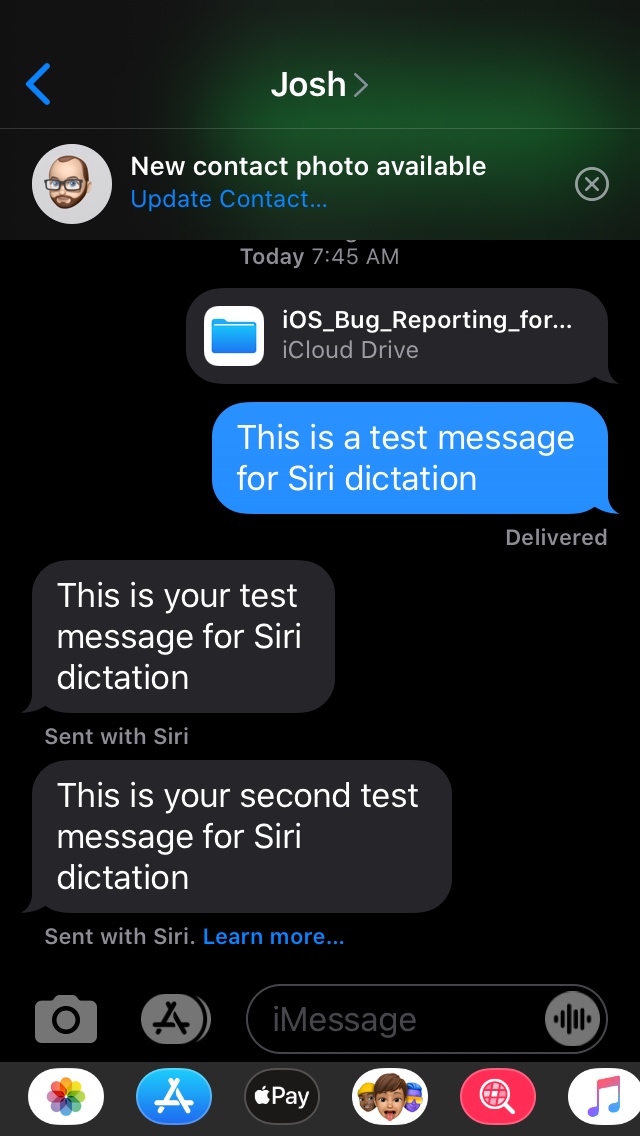 Josh
New contact photo available
Update Contact...
Today 7:45 AM
iOS_Bug_Reporting_for...
iCloud Drive
This is a test message
for Siri dictation
Delivered
This is your test
message for Siri
dictation
Sent with Siri
This is your second test
message for Siri
dictation
Sent with Siri. Learn more...
iMessage
Pay